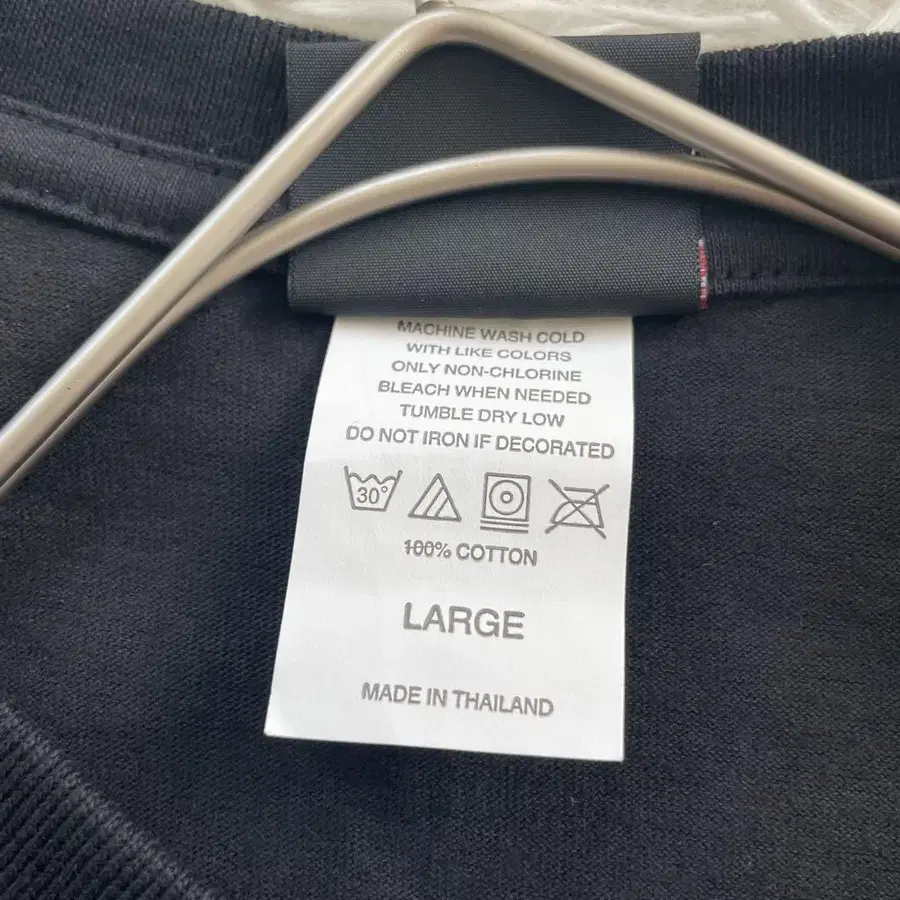 MACHINE WASH COLD
WITH LIKE COLORS
ONLY NON-CHLORINE
BLEACH WHEN NEEDED
TUMBLE DRY LOW
DO NOT IRON IF DECORATED
30°
100% COTTON
LARGE
MADE IN THAILAND